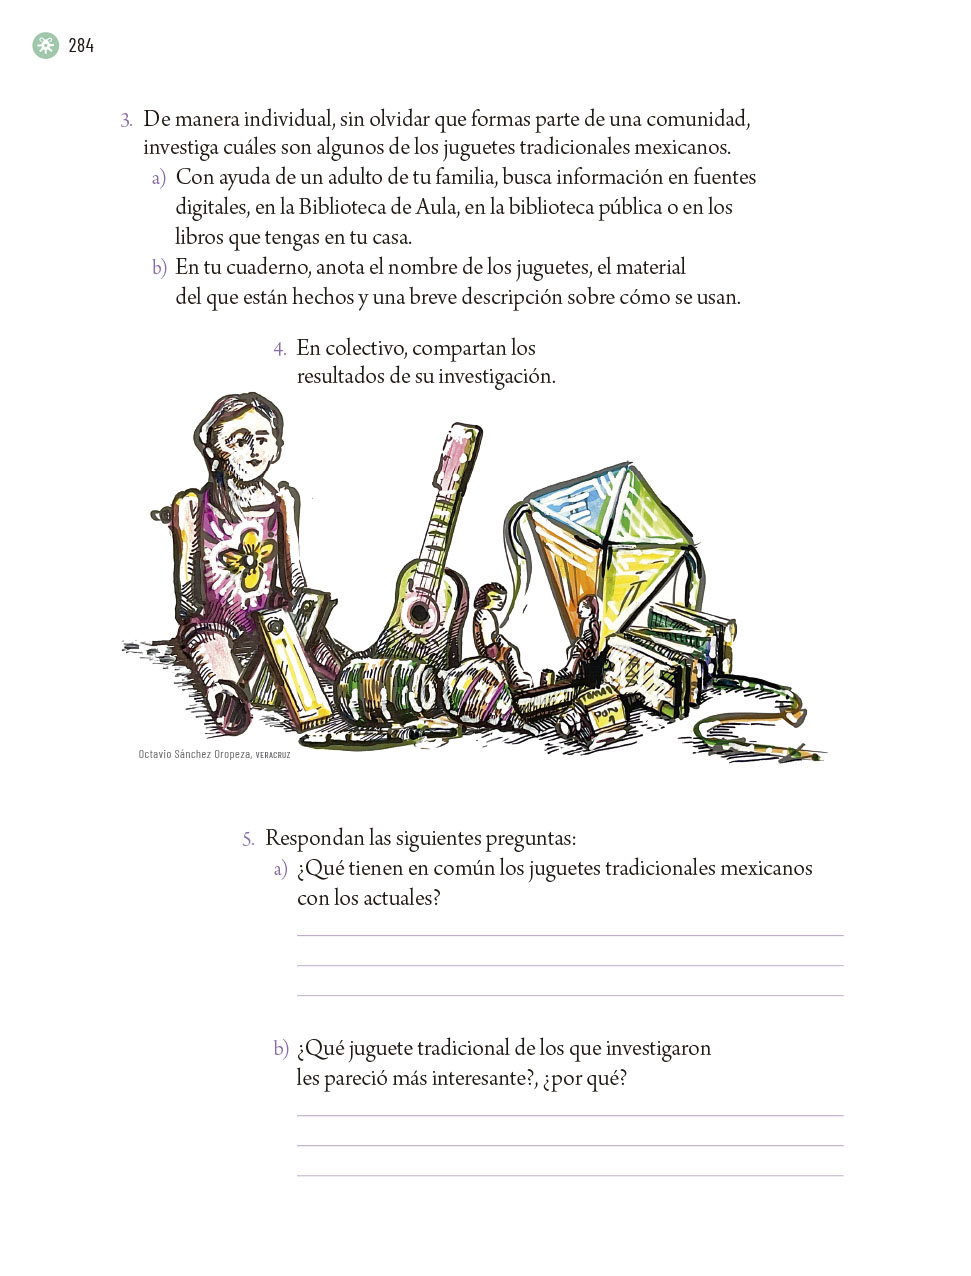 284
3. De manera individual, sin olvidar que formas parte de una comunidad,
investiga cuáles son algunos de los juguetes tradicionales mexicanos.
a) Con ayuda de un adulto de tu familia, busca información en fuentes
digitales, en la Biblioteca de Aula, en la biblioteca pública o en los
libros que tengas en tu casa.
b) En tu cuaderno, anota el nombre de los juguetes, el material
del que están hechos y una breve descripción sobre cómo se usan.
4. En colectivo, compartan los
resultados de su investigación.
Octavio Sánchez Oropeza, VERACRUZ
5. Respondan las siguientes preguntas:
a) ¿Qué tienen en común los juguetes tradicionales mexicanos
con los actuales?
b) ¿Qué juguete tradicional de los que investigaron
les pareció más interesante?, ¿por qué?